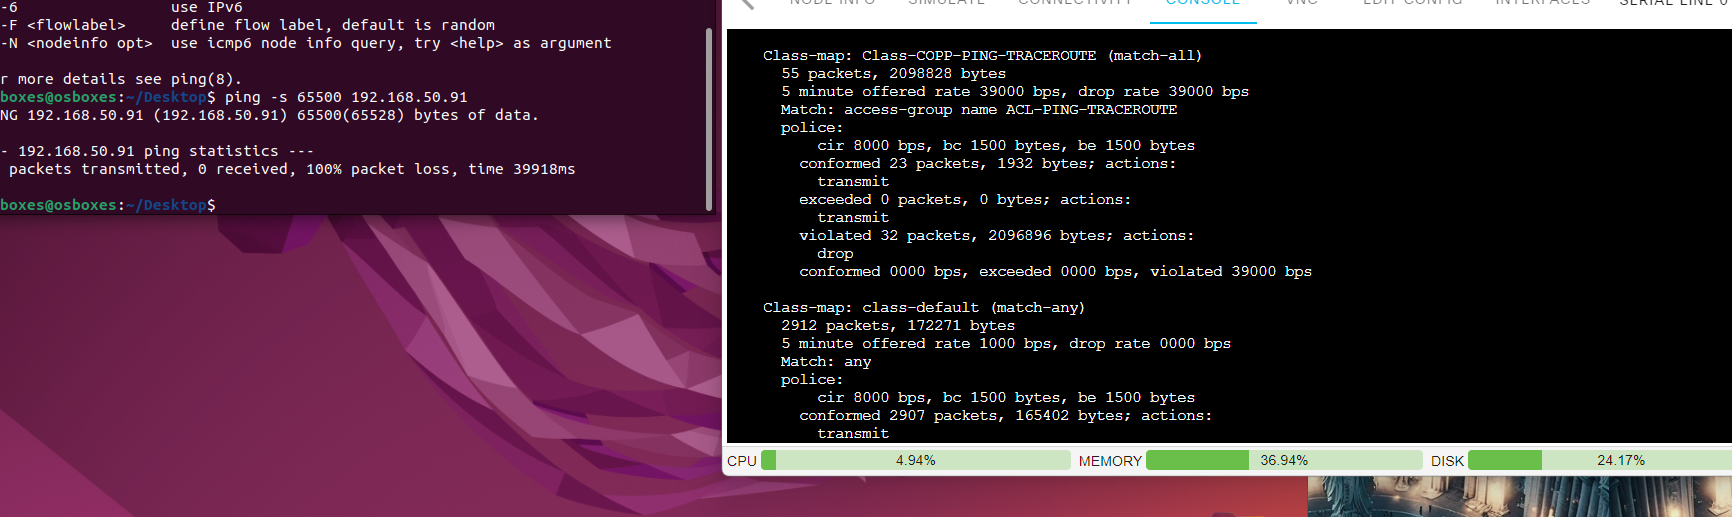 -6 use IPv6
-F <flowlabel> define flow label, default is random
-N <nodeinfo opt> use icmp6 node info query, try <help> as argument
r more details see ping(8).
boxes@osboxes:~/Desktop$ ping -s 65500 192.168.50.91
NG 192.168.50.91 (192.168.50.91) 65500(65528) bytes of data.
- 192.168.50.91 ping statistics ---
packets transmitted, 0 received, 100% packet loss, time 39918ms
boxes@osboxes:~/Desktop$
NODE INFO SIMULATE CONNECTIVITY CONSOLE VNC EDIT CONFIG INTERFACES SERIAL LINE 0
Class-map: Class-COPP-PING-TRACEROUTE (match-all)
55 packets, 2098828 bytes
5 minute offered rate 39000 bps, drop rate 39000 bps
Match: access-group name ACL-PING-TRACEROUTE
police:
cir 8000 bps, bc 1500 bytes, be 1500 bytes
conformed 23 packets, 1932 bytes; actions:
transmit
exceeded 0 packets, 0 bytes; actions:
transmit
violated 32 packets, 2096896 bytes; actions:
drop
conformed 0000 bps, exceeded 0000 bps, violated 39000 bps
Class-map: class-default (match-any)
2912 packets, 172271 bytes
5 minute offered rate 1000 bps, drop rate 0000 bps
Match: any
police:
cir 8000 bps, bc 1500 bytes, be 1500 bytes
conformed 2907 packets, 165402 bytes; actions:
transmit
CPU 4.94% MEMORY 36.94% DISK 24.17%